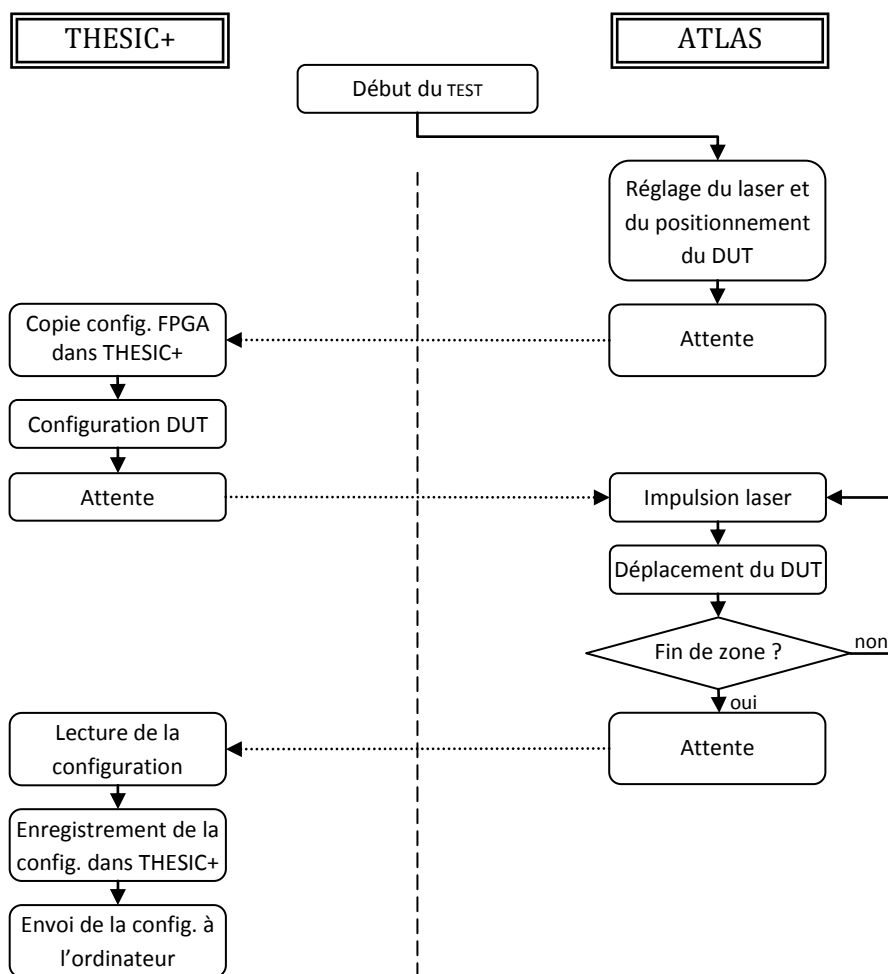 THESIC+
ATLAS
Début du TEST
Réglage du laser et
du positionnement
du DUT
Copie config. FPGA
dans THESIC+
Attente
Configuration DUT
Attente
Impulsion laser
Déplacement du DUT
Fin de zone ?
non
oui
Lecture de la
configuration
Attente
Enregistrement de la
config. dans THESIC+
Envoi de la config. à
l’ordinateur